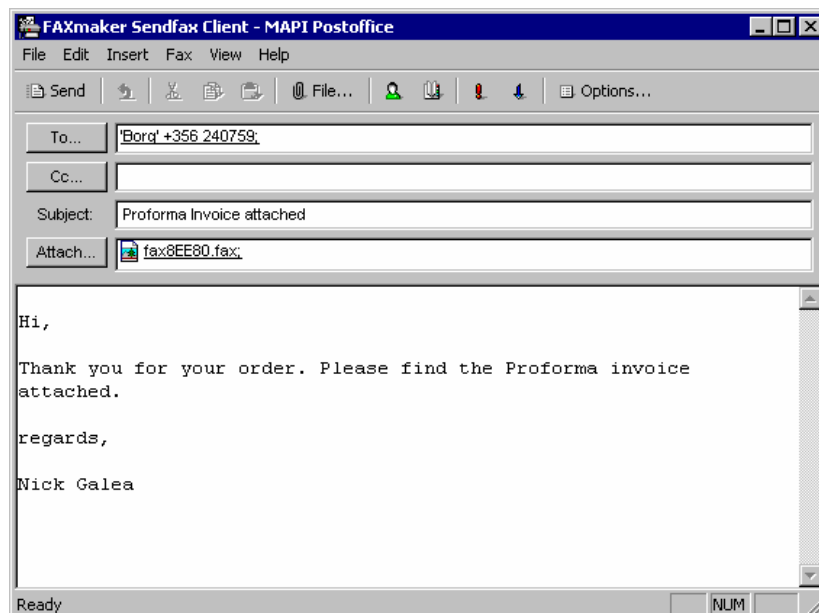 FAXmaker Sendfax Client - MAPI Postoffice
File Edit Insert Fax View Help
Send File... Options...
To... 'Borg' +356 240759;
Cc...
Subject: Proforma Invoice attached
Attach... fax8EE80.fax;
Hi,
Thank you for your order. Please find the Proforma invoice
attached.
regards,
Nick Galea
Ready NUM